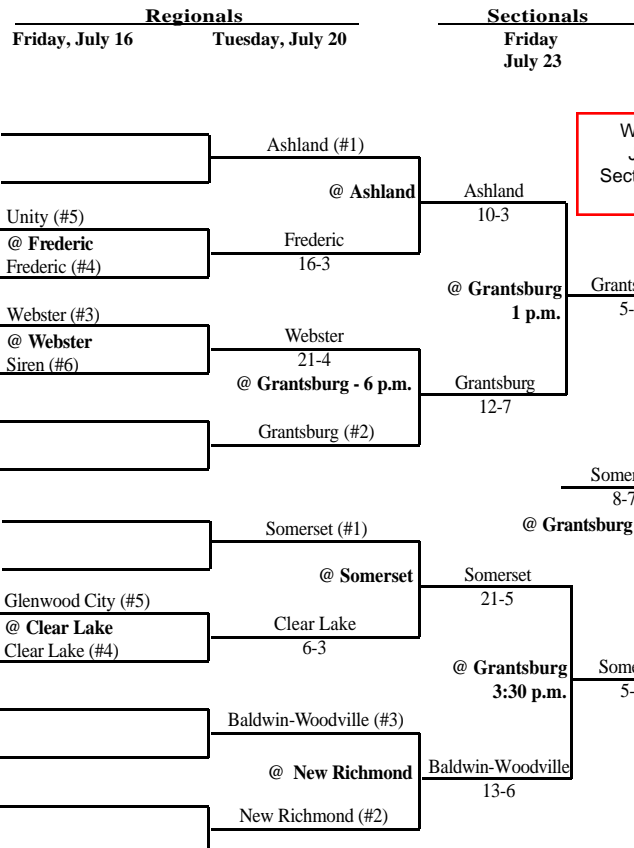 Regionals
Sectionals
Friday, July 16
Tuesday, July 20
Friday
July 23
Ashland (#1)
@ Ashland
Ashland
10-3
Unity (#5)
@ Frederic
Frederic (#4)
Frederic
16-3
@ Grantsburg
1 p.m.
Webster (#3)
@ Webster
Siren (#6)
Webster
21-4
@ Grantsburg - 6 p.m.
Grantsburg
12-7
Grantsburg (#2)
8-7
@ Grantsburg
Somerset (#1)
@ Somerset
Somerset
21-5
Glenwood City (#5)
@ Clear Lake
Clear Lake (#4)
Clear Lake
6-3
@ Grantsburg
3:30 p.m.
Baldwin-Woodville (#3)
@ New Richmond
Baldwin-Woodville
13-6
New Richmond (#2)